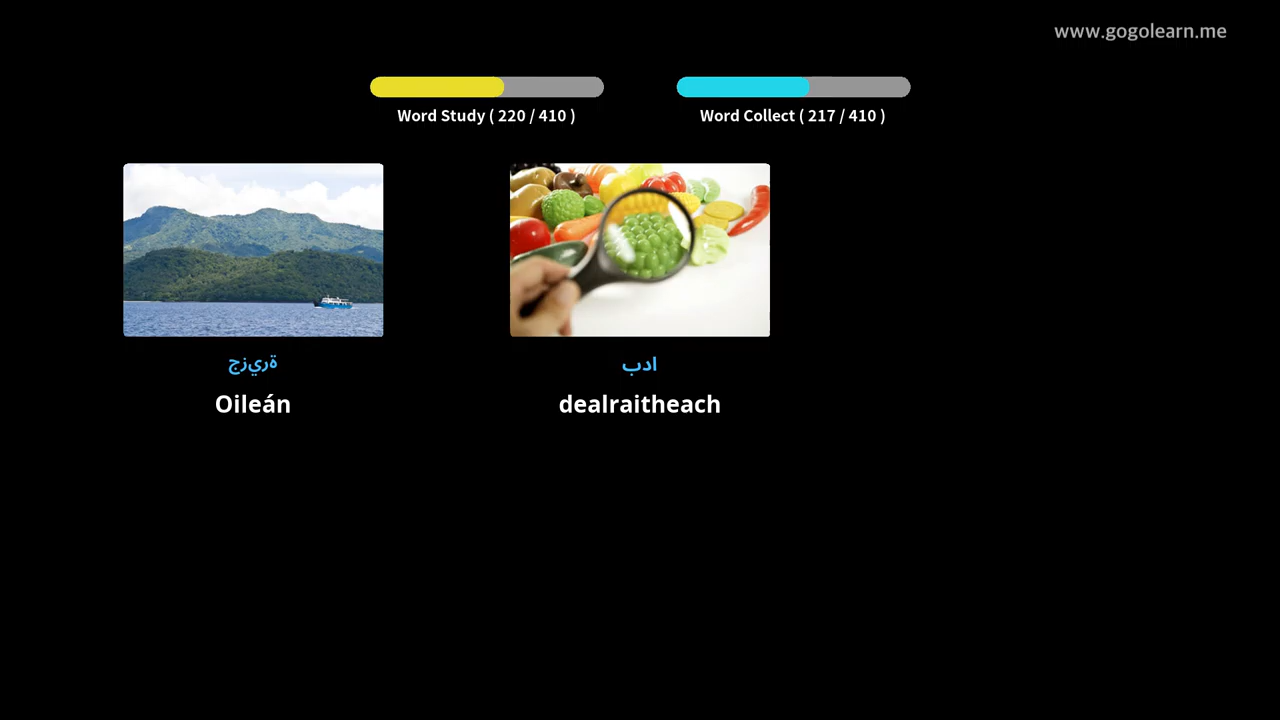 www.gogolearn.me
Word Study ( 220 / 410 )
Word Collect ( 217 / 410 )
ةريزج
Oileán
ادب
dealraitheach